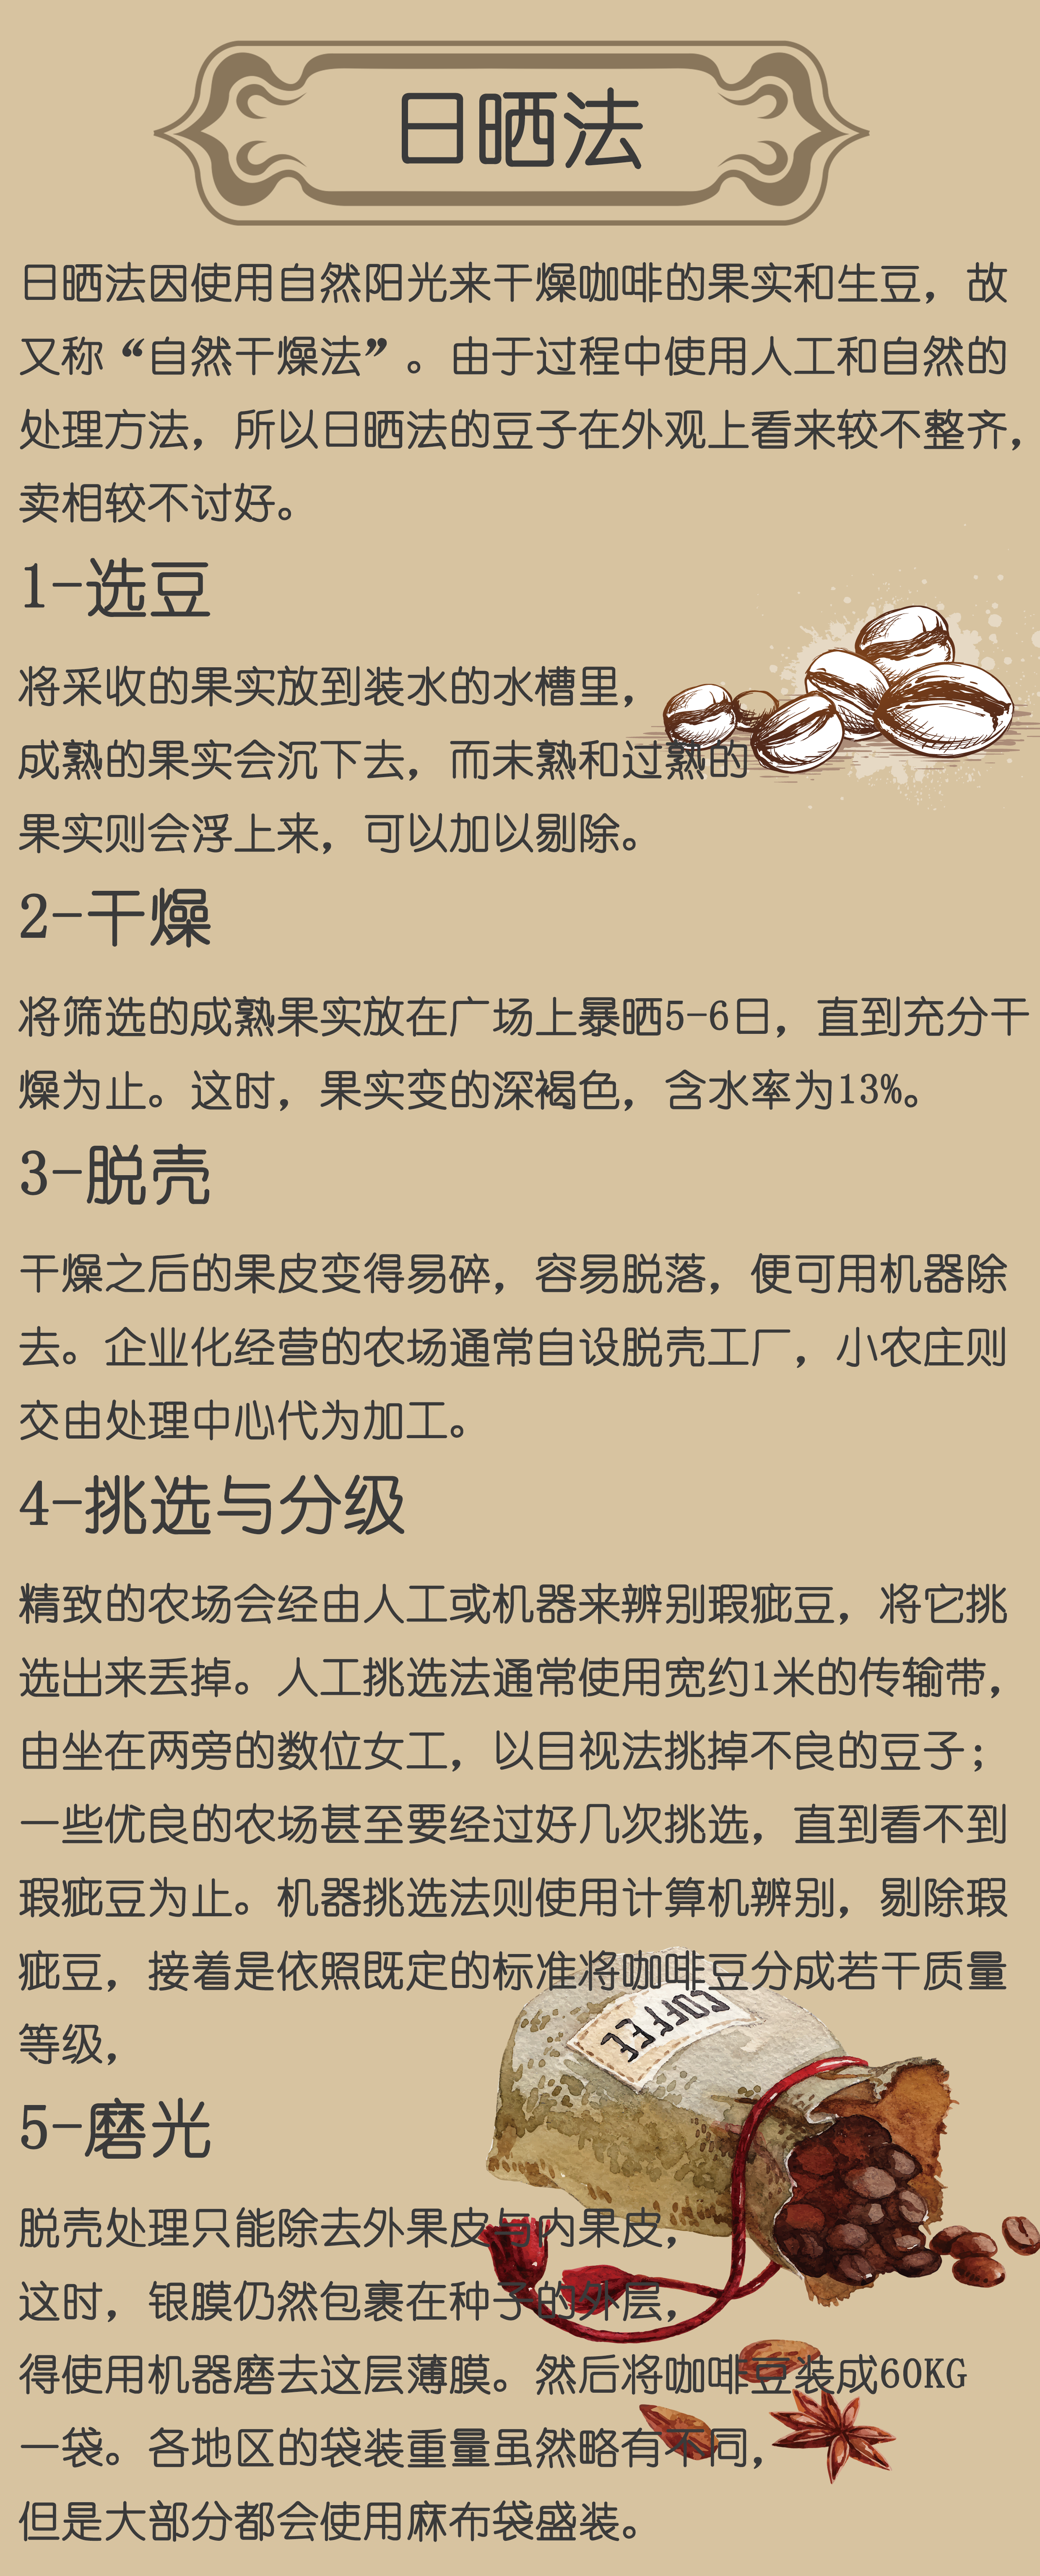 日晒法
日晒法因使用自然阳光来干燥咖啡的果实和生豆，故
又称“自然干燥法”。由于过程中使用人工和自然的
处理方法，所以日晒法的豆子在外观上看来较不整齐，
卖相较不讨好。
1-选豆
将采收的果实放到装水的水槽里，
成熟的果实会沉下去，而未熟和过熟的
果实则会浮上来，可以加以剔除。
2-干燥
将筛选的成熟果实放在广场上暴晒5-6日，直到充分干
燥为止。这时，果实变的深褐色，含水率为13%。
3-脱壳
干燥之后的果皮变得易碎，容易脱落，便可用机器除
去。企业化经营的农场通常自设脱壳工厂，小农庄则
交由处理中心代为加工。
4-挑选与分级
精致的农场会经由人工或机器来辨别瑕疵豆，将它挑
选出来丢掉。人工挑选法通常使用宽约1米的传输带，
由坐在两旁的数位女工，以目视法挑掉不良的豆子；
一些优良的农场甚至要经过好几次挑选，直到看不到
瑕疵豆为止。机器挑选法则使用计算机辨别，剔除瑕
疵豆，接着是依照既定的标准将咖啡豆分成若干质量
等级，
COFFEE
5-磨光
脱壳处理只能除去外果皮与内果皮，
这时，银膜仍然包裹在种子的外层，
得使用机器磨去这层薄膜。然后将咖啡豆装成60KG
一袋。各地区的袋装重量虽然略有不同，
但是大部分都会使用麻布袋盛装。